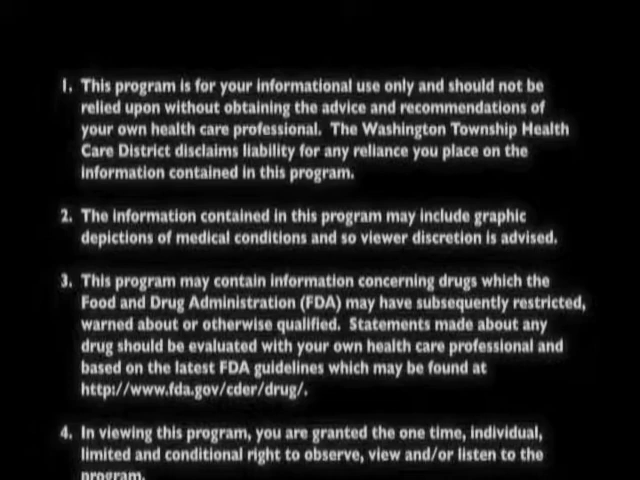 1. This program is for your informational use only and should not be
relied upon without obtaining the advice and recommendations of
your own health care professional. The Washington Township Health
Care District disclaims liability for any reliance you place on the
information contained in this program.
2. The information contained in this program may include graphic
depictions of medical conditions and so viewer discretion is advised.
3. This program may contain information concerning drugs which the
Food and Drug Administration (FDA) may have subsequently restricted,
warned about or otherwise qualified. Statements made about any
drug should be evaluated with your own health care professional and
based on the latest FDA guidelines which may be found at
http://www.fda.gov/cder/drug/.
4. In viewing this program, you are granted the one time, individual,
limited and conditional right to observe, view and/or listen to the
program.